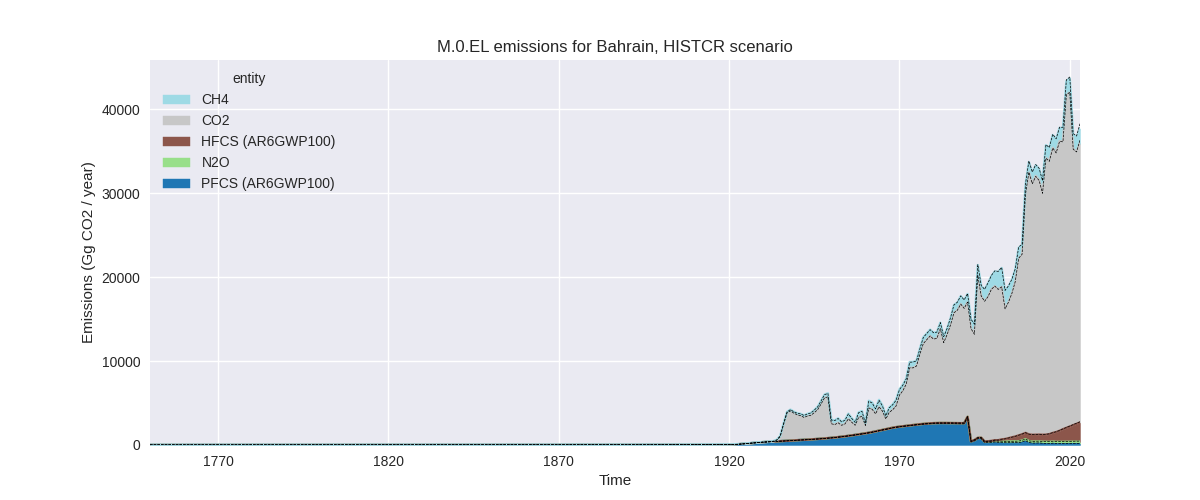 M.0.EL emissions for Bahrain, HISTCR scenario
entity
CH4
CO2
HFCS (AR6GWP100)
N2O
PFCS (AR6GWP100)
Emissions (Gg CO2 / year)
40000
30000
20000
10000
0
1770
1820
1870
1920
1970
2020
Time